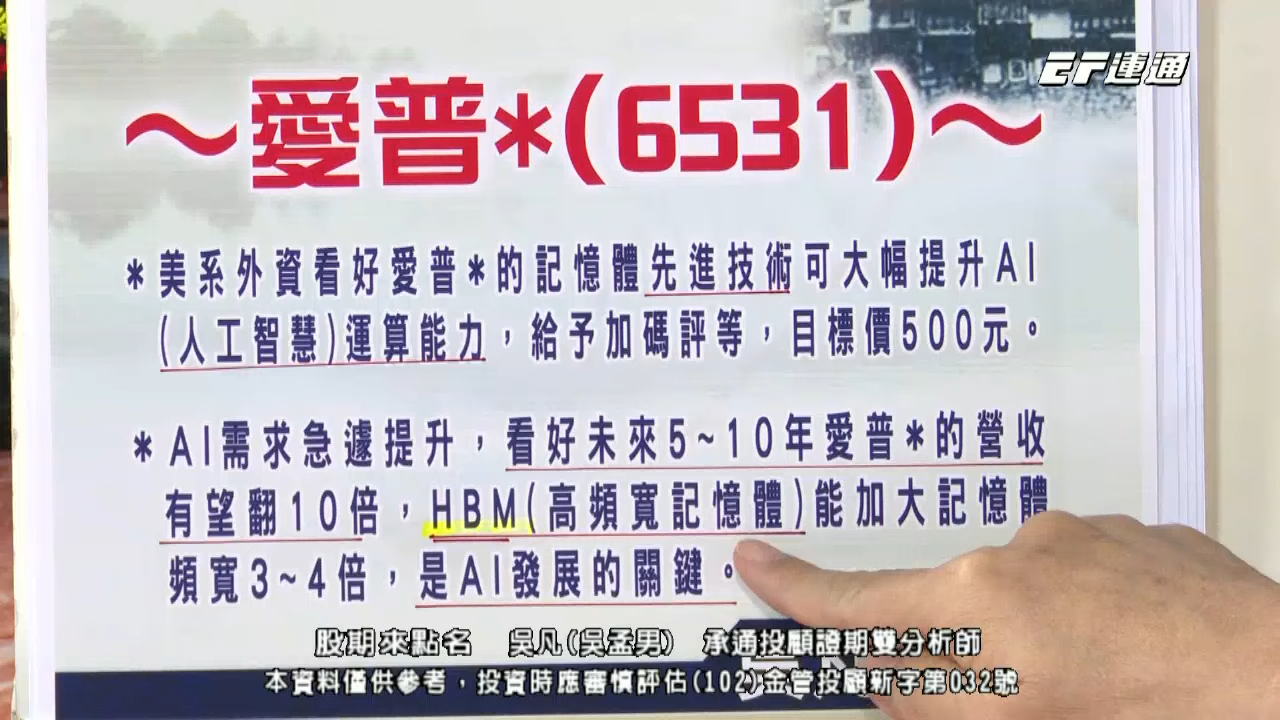 EF運通
～愛普*(6531)～
*美系外資看好愛普*的記憶體先進技術可大幅提升AI
(人工智慧)運算能力，給予加碼評等，目標價500元。
*AI需求急遽提升，看好未來5~10年愛普*的營收
有望翻10倍，HBM(高頻寬記憶體)能加大記憶體
頻寬3~4倍，是AI發展的關鍵。
股期來點名 吳凡(吳孟男) 承通投顧證期雙分析師
本資料僅供參考，投資時應審慎評估(102)金管投顧新字第032號